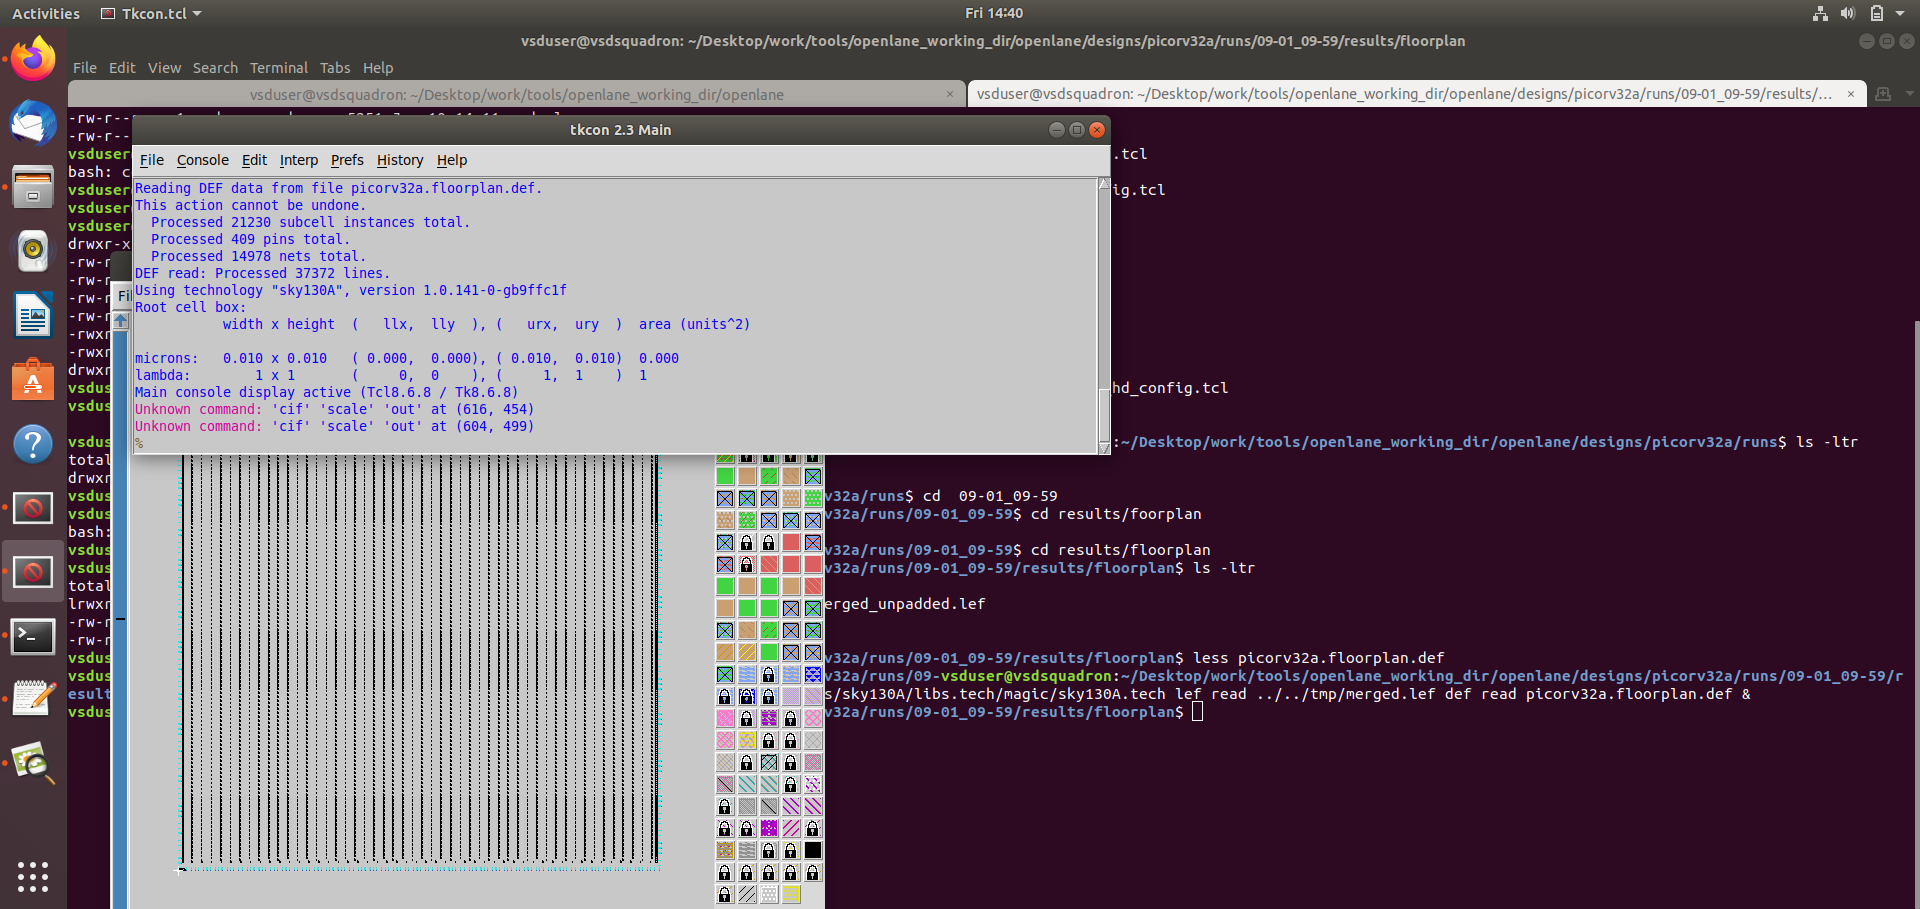 Activities
Tkcon.tcl
Fri 14:40
vsduser@vsdsquadron: ~/Desktop/work/tools/openlane_working_dir/openlane/designs/picorv32a/runs/09-01_09-59/results/floorplan
File Edit View Search Terminal Tabs Help
vsduser@vsdsquadron: ~/Desktop/work/tools/openlane_working_dir/openlane ×
vsduser@vsdsquadron: ~/Desktop/work/tools/openlane_working_dir/openlane/designs/picorv32a/runs/09-01_09-59/results/... ×
-rw-r--
-rw-r
tkcon 2.3 Main
vsduser .tcl
bash: c
File Console Edit Interp Prefs History Help
vsduser ig.tcl
vsduser
vsduser
drwxr-x
-rw-r
-rw-r
-rw-r
-rw-r
-rwxr
-rwxr
drwxr
Reading DEF data from file picorv32a.floorplan.def.
This action cannot be undone.
Processed 21230 subcell instances total.
Processed 409 pins total.
Processed 14978 nets total.
DEF read: Processed 37372 lines.
Using technology "sky130A", version 1.0.141-0-gb9ffc1f
Root cell box:
width x height ( llx, lly ), ( urx, ury ) area (units^2)
microns: 0.010 x 0.010 ( 0.000, 0.000), ( 0.010, 0.010) 0.000
lambda: 1 x 1 ( 0, 0 ), ( 1, 1 ) 1
Main console display active (Tcl8.6.8 / Tk8.6.8)
Unknown command: 'cif' 'scale' 'out' at (616, 454)
Unknown command: 'cif' 'scale' 'out' at (604, 499)
%
Fi
vsdus hd_config.tcl
vsdus
vsdus :~/Desktop/work/tools/openlane_working_dir/openlane/designs/picorv32a/runs$ ls -ltr
total
drwxr
vsdus v32a/runs$ cd 09-01_09-59
vsdus v32a/runs/09-01_09-59$ cd results/foorplan
bash:
vsdus v32a/runs/09-01_09-59$ cd results/floorplan
vsdus v32a/runs/09-01_09-59/results/floorplan$ ls -ltr
total
lrwxr erged_unpadded.lef
-rw-r
-rw-r
vsdus v32a/runs/09-01_09-59/results/floorplan$ less picorv32a.floorplan.def
vsdus v32a/runs/09-vsduser@vsdsquadron:~/Desktop/work/tools/openlane_working_dir/openlane/designs/picorv32a/runs/09-01_09-59/r
esult s/sky130A/libs.tech/magic/sky130A.tech lef read ../../tmp/merged.lef def read picorv32a.floorplan.def &
vsdus v32a/runs/09-01_09-59/results/floorplan$